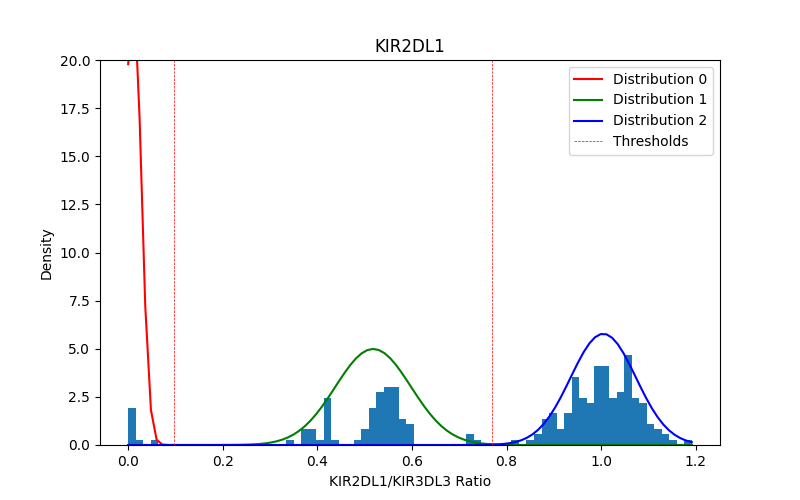 KIR2DL1
20.0
17.5
15.0
12.5
10.0
7.5
5.0
2.5
0.0
Density
Distribution 0
Distribution 1
Distribution 2
Thresholds
0.0 0.2 0.4 0.6 0.8 1.0 1.2
KIR2DL1/KIR3DL3 Ratio